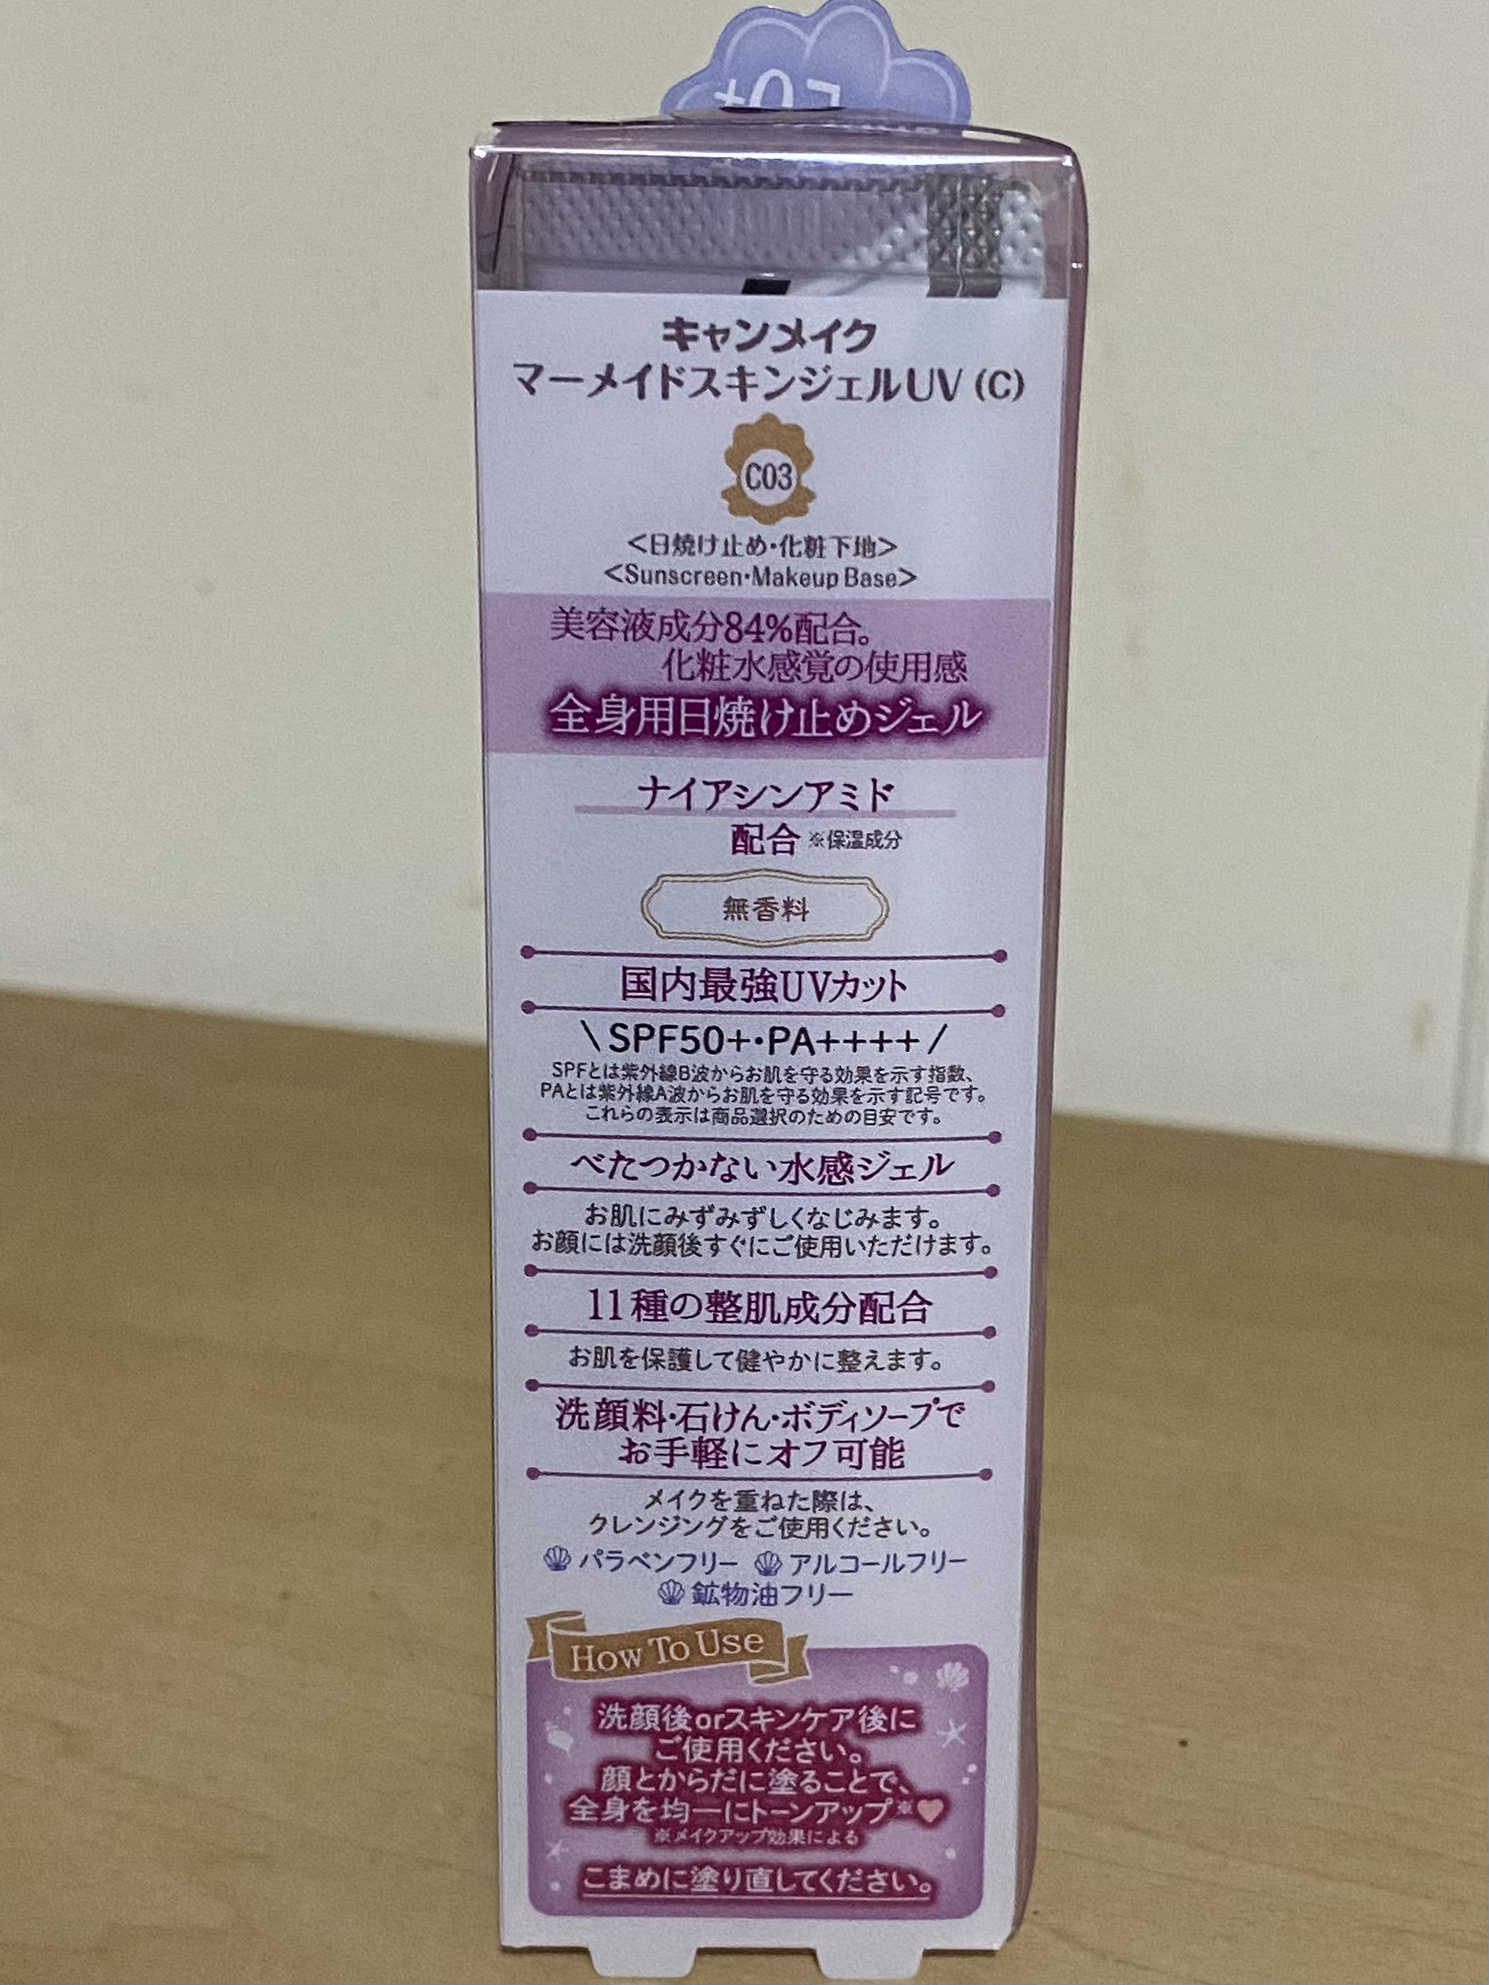 キャンメイク
マーメイドスキンジェルUV (C)
C03
<日焼け止め・化粧下地>
<Sunscreen・Makeup Base>
美容液成分84%配合。
化粧水感覚の使用感
全身用日焼け止めジェル
ナイアシンアミド
配合 ※保湿成分
無香料
国内最強UVカット
\ SPF50+・PA++++ /
SPFとは紫外線B波からお肌を守る効果を示す指数、
PAとは紫外線A波からお肌を守る効果を示す記号です。
これらの表示は商品選択のための目安です。
べたつかない水感ジェル
お肌にみずみずしくなじみます。
お顔には洗顔後すぐにご使用いただけます。
11種の整肌成分配合
お肌を保護して健やかに整えます。
洗顔料・石けん・ボディソープで
お手軽にオフ可能
メイクを重ねた際は、
クレンジングをご使用ください。
パラベンフリー アルコールフリー
鉱物油フリー
How To Use
洗顔後orスキンケア後に
ご使用ください。
顔とからだに塗ることで、
全身を均一にトーンアップ※
※メイクアップ効果による
こまめに塗り直してください。